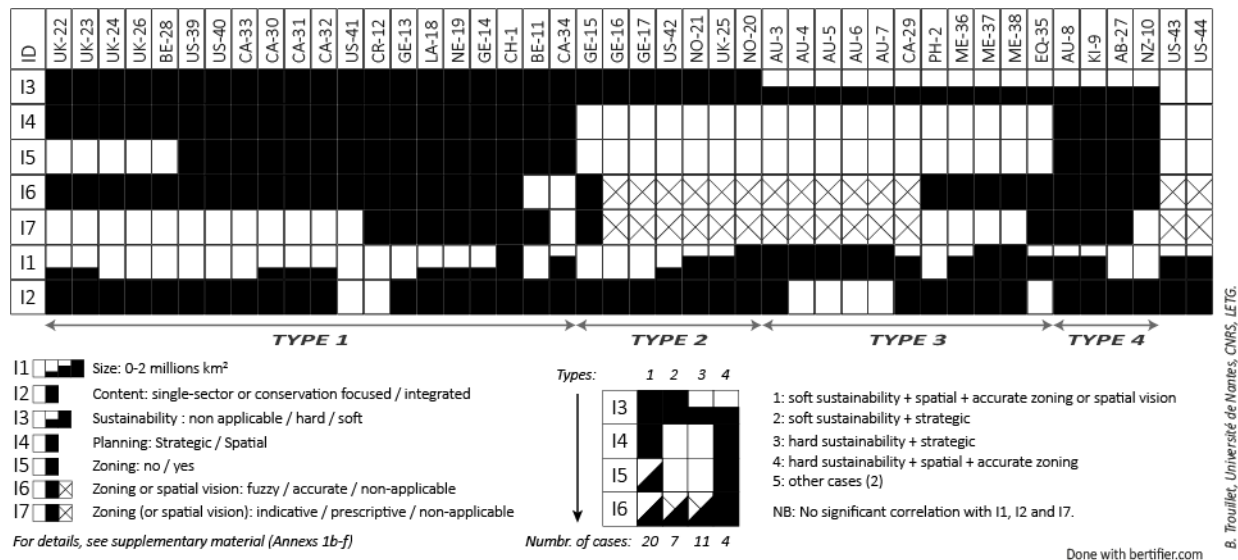 ID UK-22 UK-23 UK-24 UK-26 BE-28 US-39 US-40 CA-33 CA-30 CA-31 CA-32 US-41 CR-12 GE-13 LA-18 NE-19 GE-14 CH-1 BE-11 CA-34 GE-15 GE-16 GE-17 US-42 NO-21 UK-25 NO-20 AU-3 AU-4 AU-5 AU-6 AU-7 CA-29 PH-2 ME-36 ME-37 ME-38 EQ-35 AU-8 KI-9 AB-27 NZ-10 US-43 US-44
I3
I4
I5
I6
I7
I1
I2
TYPE 1 TYPE 2 TYPE 3 TYPE 4
I1 Size: 0-2 millions km²
I2 Content: single-sector or conservation focused / integrated
I3 Sustainability : non applicable / hard / soft
I4 Planning: Strategic / Spatial
I5 Zoning: no / yes
I6 Zoning or spatial vision: fuzzy / accurate / non-applicable
I7 Zoning (or spatial vision): indicative / prescriptive / non-applicable
For details, see supplementary material (Annexs 1b-f)
Types: 1 2 3 4
I3
I4
I5
I6
Numbr. of cases: 20 7 11 4
1: soft sustainability + spatial + accurate zoning or spatial vision
2: soft sustainability + strategic
3: hard sustainability + strategic
4: hard sustainability + spatial + accurate zoning
5: other cases (2)
NB: No significant correlation with I1, I2 and I7.
Done with bertifier.com
B. Trouillet, Université de Nantes, CNRS, LETG.